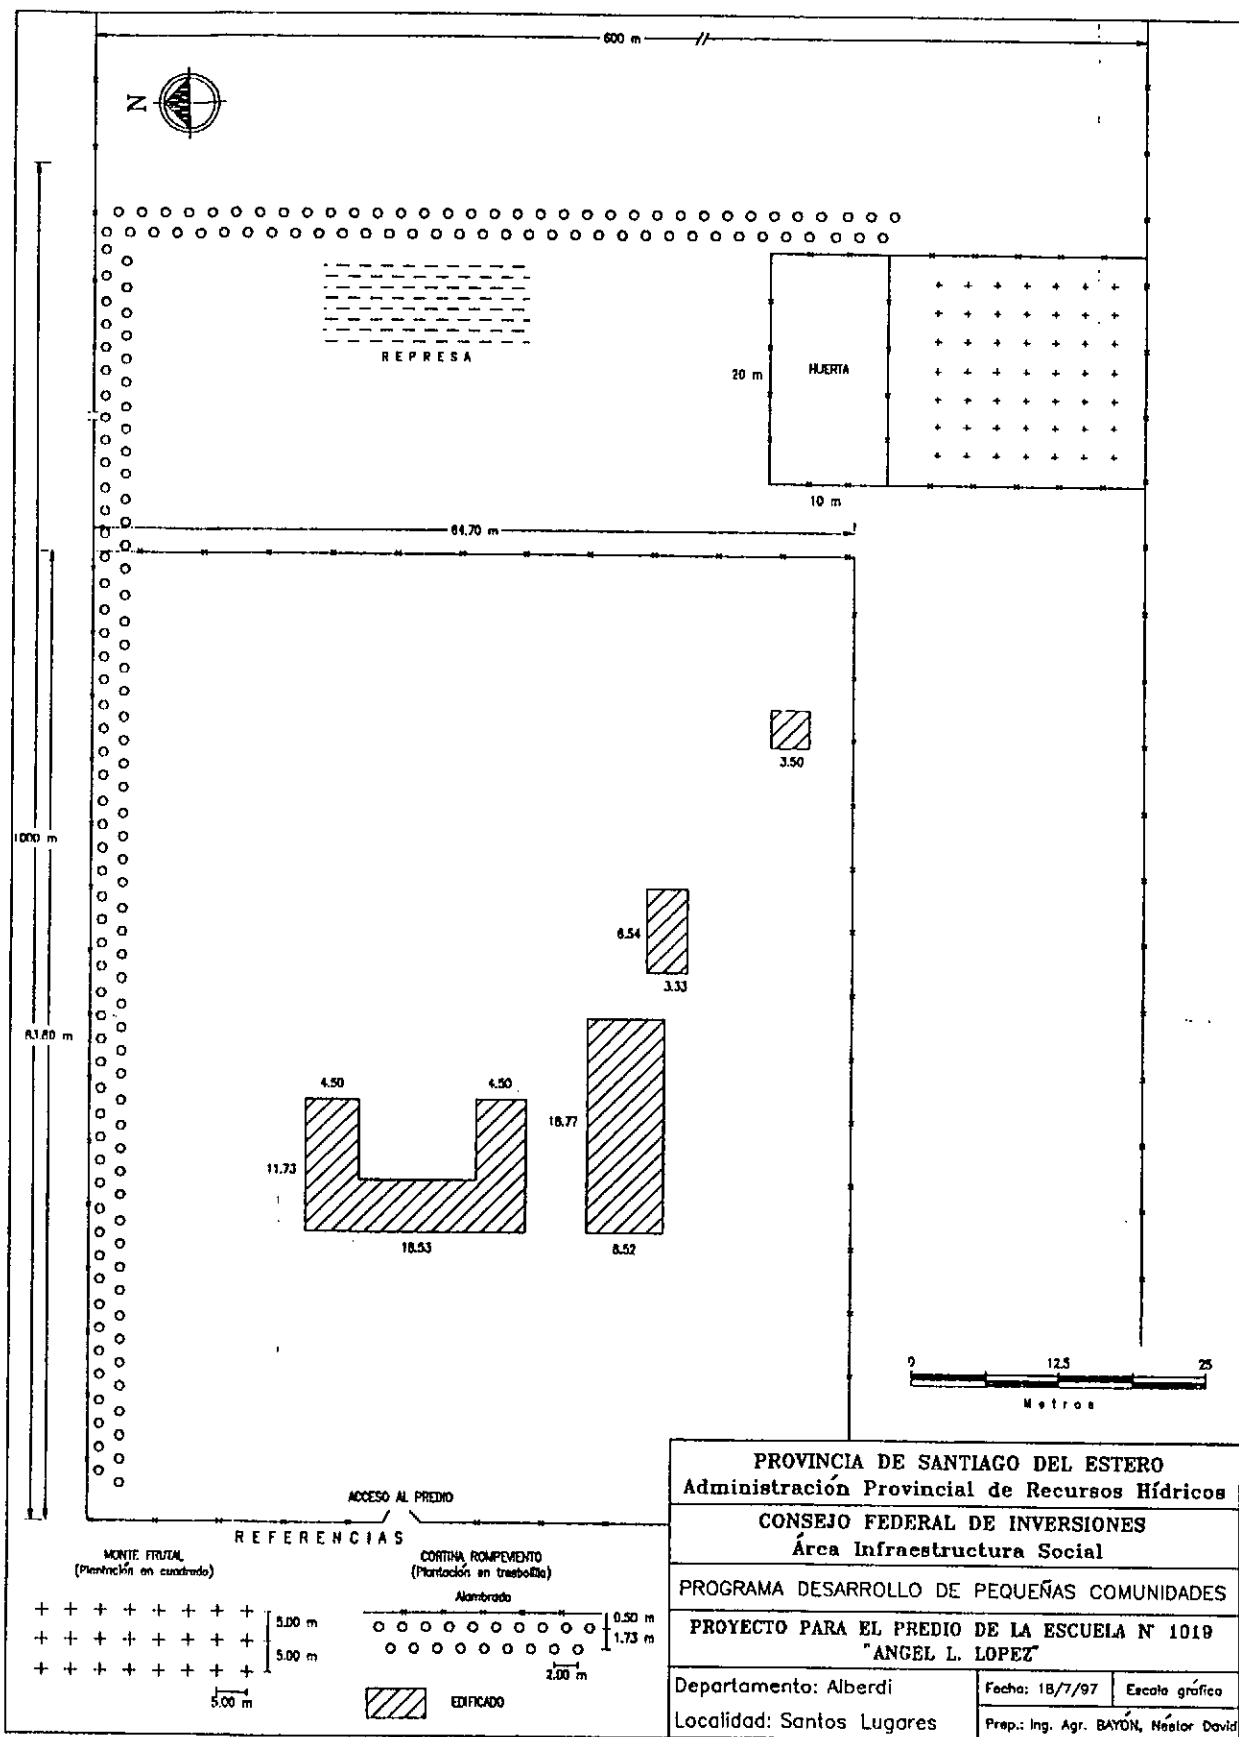 600 m
N
REPRESA
20 m
HUERTA
10 m
64.70 m
3.50
1000 m
6.54
3.33
83.80 m
4.50
4.50
16.77
11.73
18.53
6.52
0 12.5 25
Metros
ACCESO AL PREDIO
REFERENCIAS
MONTE FRUTAL
(Plantación en cuadrado)
5.00 m
5.00 m
5.00 m
CORTINA ROMPEVIENTO
(Plantación en tresbolillo)
Alambrado
0.50 m
1.73 m
2.00 m
EDIFICADO
PROVINCIA DE SANTIAGO DEL ESTERO
Administración Provincial de Recursos Hídricos
CONSEJO FEDERAL DE INVERSIONES
Área Infraestructura Social
PROGRAMA DESARROLLO DE PEQUEÑAS COMUNIDADES
PROYECTO PARA EL PREDIO DE LA ESCUELA Nº 1019
"ANGEL L. LOPEZ"
Departamento: Alberdi
Localidad: Santos Lugares
Fecha: 18/7/97
Escala gráfica
Prep.: Ing. Agr. BAYÓN, Néstor David